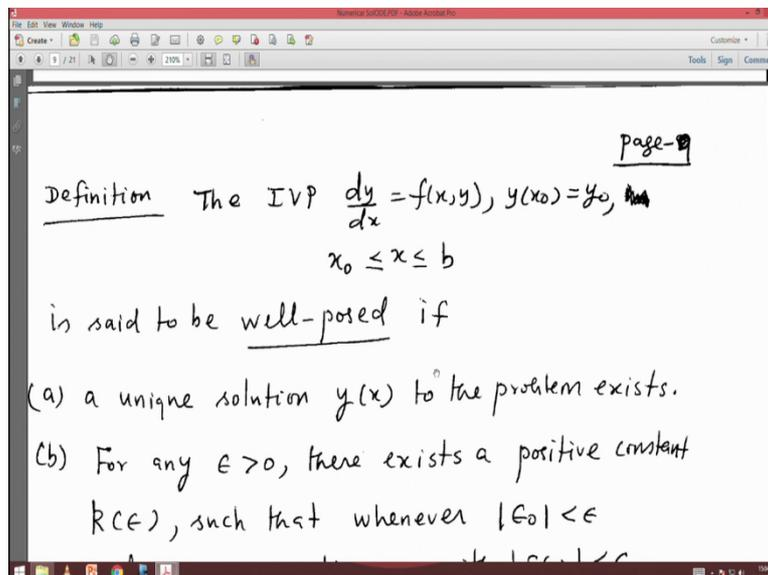 Numerical SolODE.PDF - Adobe Acrobat Pro
File Edit View Window Help
Create
Customize
9 / 21
210%
Tools Sign Comme
page-9
Definition The IVP dy/dx = f(x,y), y(x0) = y0,
x0 ≤ x ≤ b
is said to be well-posed if
(a) a unique solution y(x) to the problem exists.
(b) For any ε >0, there exists a positive constant
k(ε), such that whenever |ε0| < ε